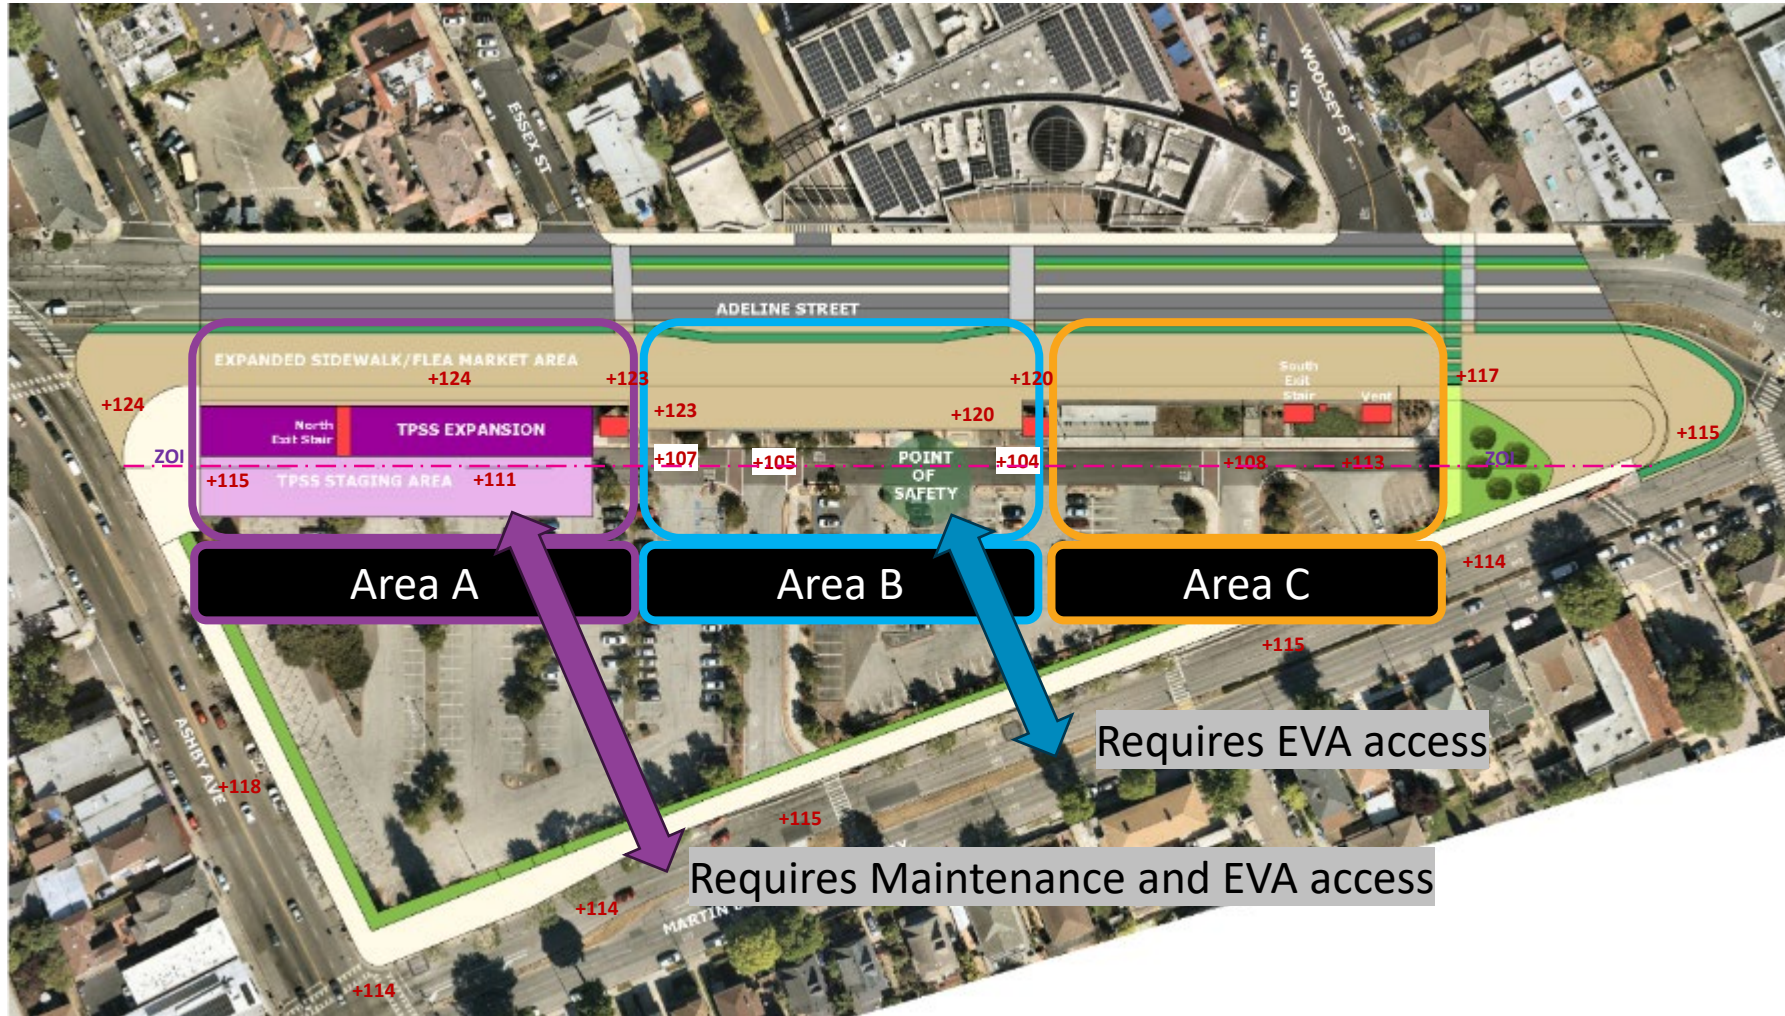 ESSEX ST
WOOLSEY ST
ADELINE STREET
EXPANDED SIDEWALK/FLEA MARKET AREA
+124
+123
+120
South
Exit
Stair
Vent
+117
+124
+123
+120
North
Exit Stair
TPSS EXPANSION
+115
ZOI
+107
+105
POINT
OF
SAFETY
+104
+108
+113
ZOI
+115
TPSS STAGING AREA
+111
+114
Area A
Area B
Area C
+115
ASHBY AVE
+118
Requires EVA access
+115
Requires Maintenance and EVA access
+114
MARTIN
+114